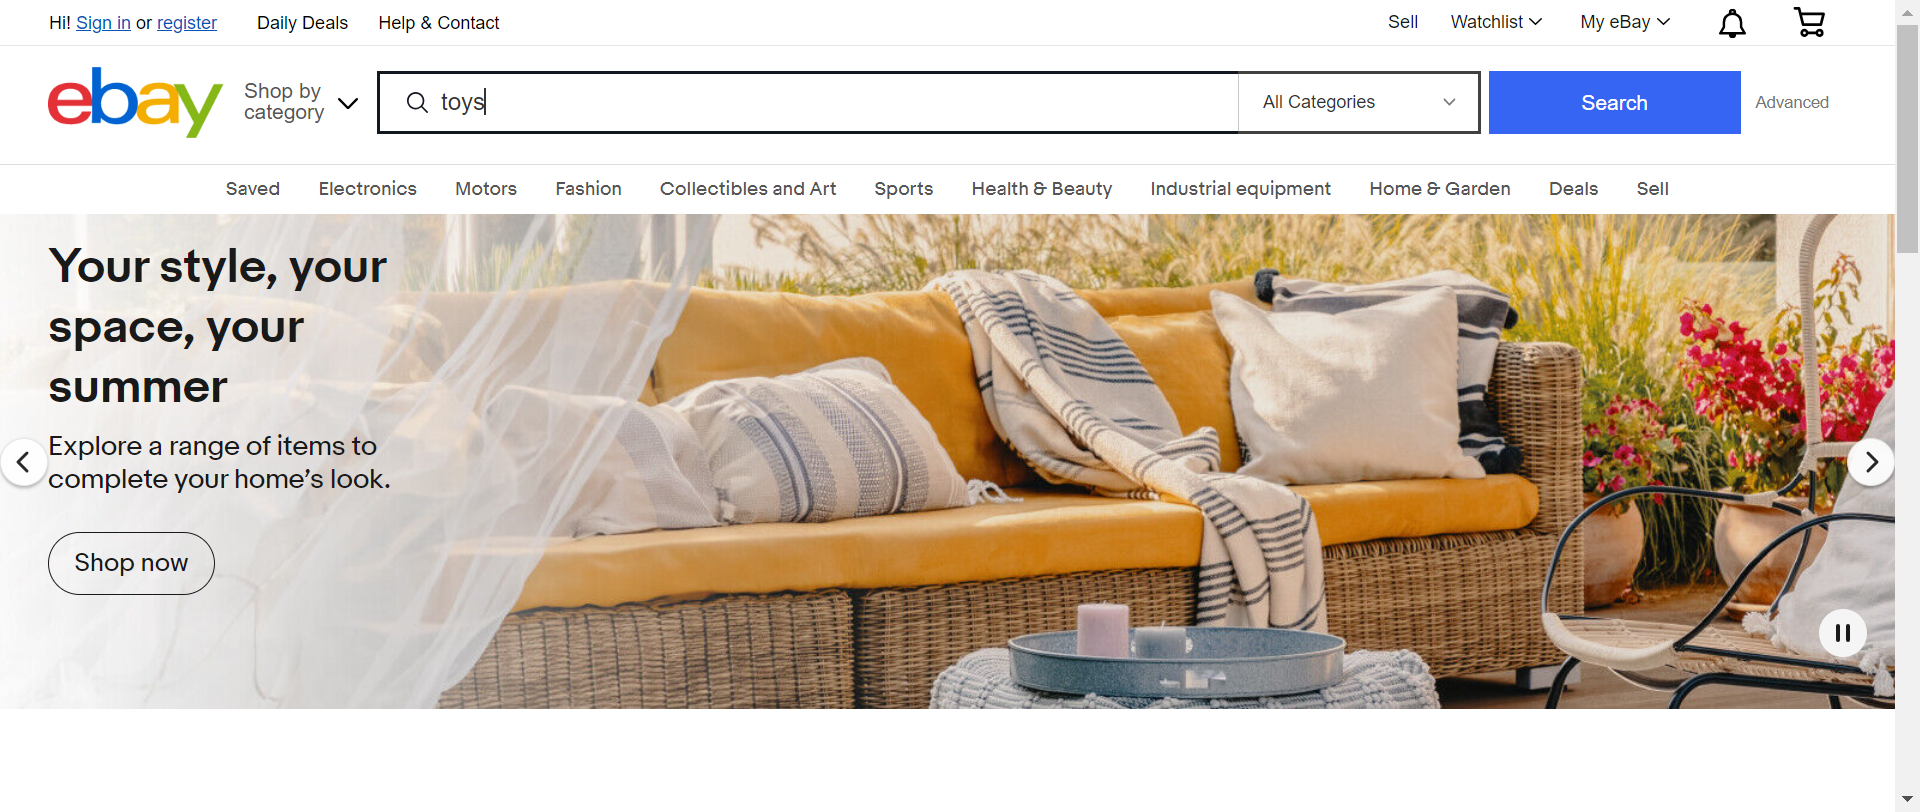 Hi! Sign in or register
Daily Deals
Help & Contact
Sell
Watchlist
My eBay
ebay
Shop by
category
toys
All Categories
Search
Advanced
Saved
Electronics
Motors
Fashion
Collectibles and Art
Sports
Health & Beauty
Industrial equipment
Home & Garden
Deals
Sell
Your style, your
space, your
summer
Explore a range of items to
complete your home’s look.
Shop now